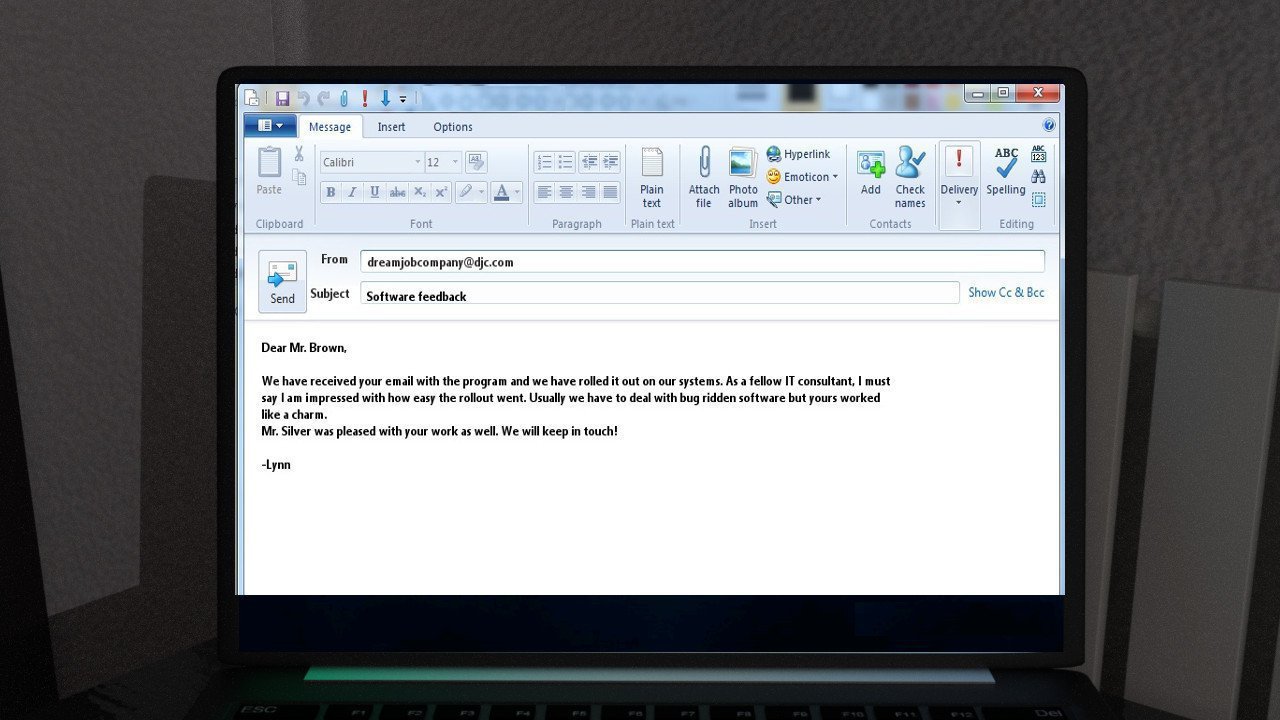 Message Insert Options
Calibri 12
ABC
Hyperlink
ABC
123
Emoticon
Paste
B I U abc X₂ X² A
Plain text
Attach file
Photo album
Other
Add
Check names
Delivery
Spelling
Clipboard Font Paragraph Plain text Insert Contacts Editing
From dreamjobcompany@djc.com
Send
Subject Software feedback Show Cc & Bcc
Dear Mr. Brown,
We have received your email with the program and we have rolled it out on our systems. As a fellow IT consultant, I must
say I am impressed with how easy the rollout went. Usually we have to deal with bug ridden software but yours worked
like a charm.
Mr. Silver was pleased with your work as well. We will keep in touch!
-Lynn
ESC F1 F2 F3 F4 F5 F6 F7 F8 F9 F10 F11 F12 Del